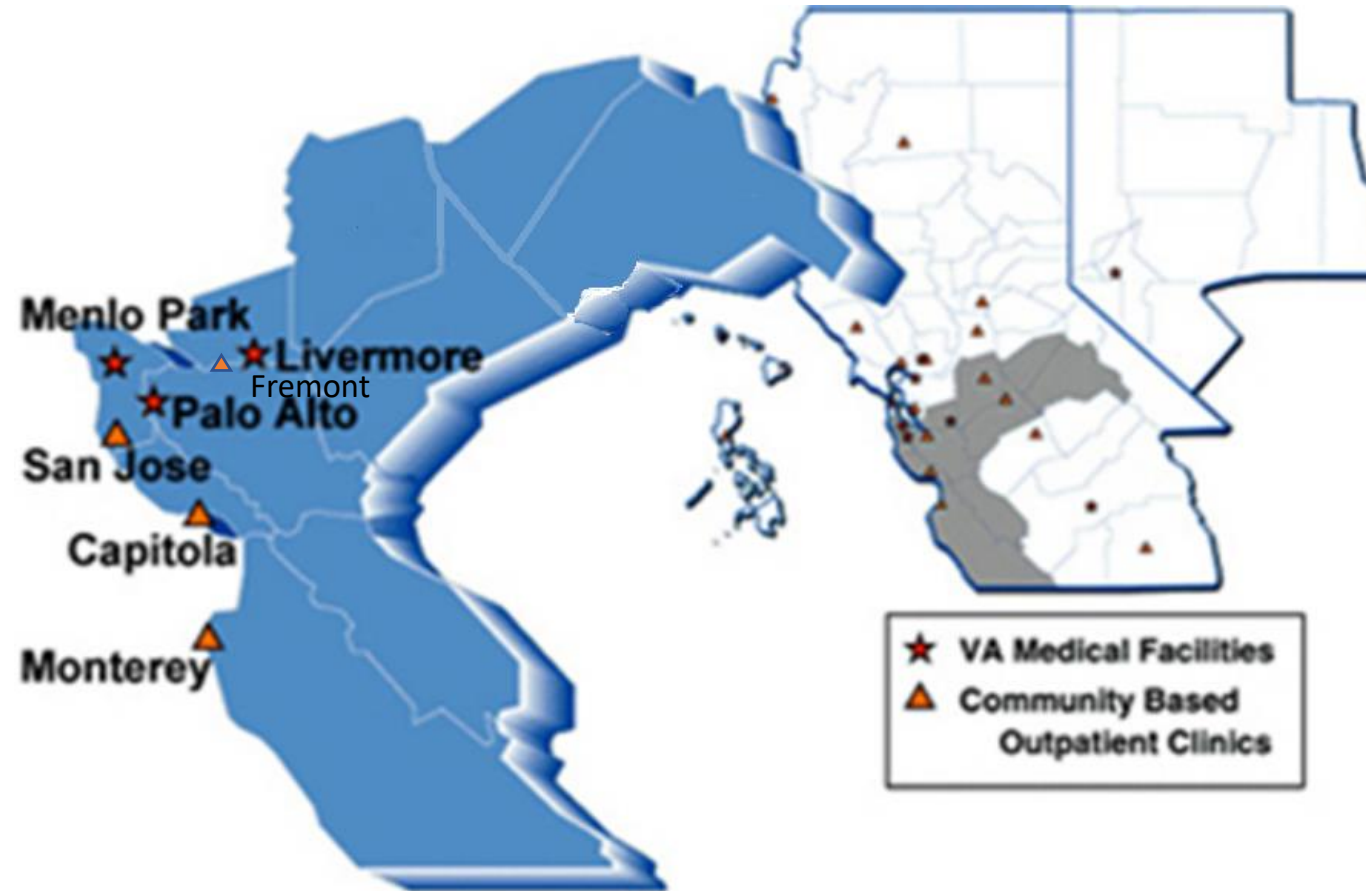 Menlo Park
Livermore
Fremont
Palo Alto
San Jose
Capitola
Monterey
VA Medical Facilities
Community Based
Outpatient Clinics